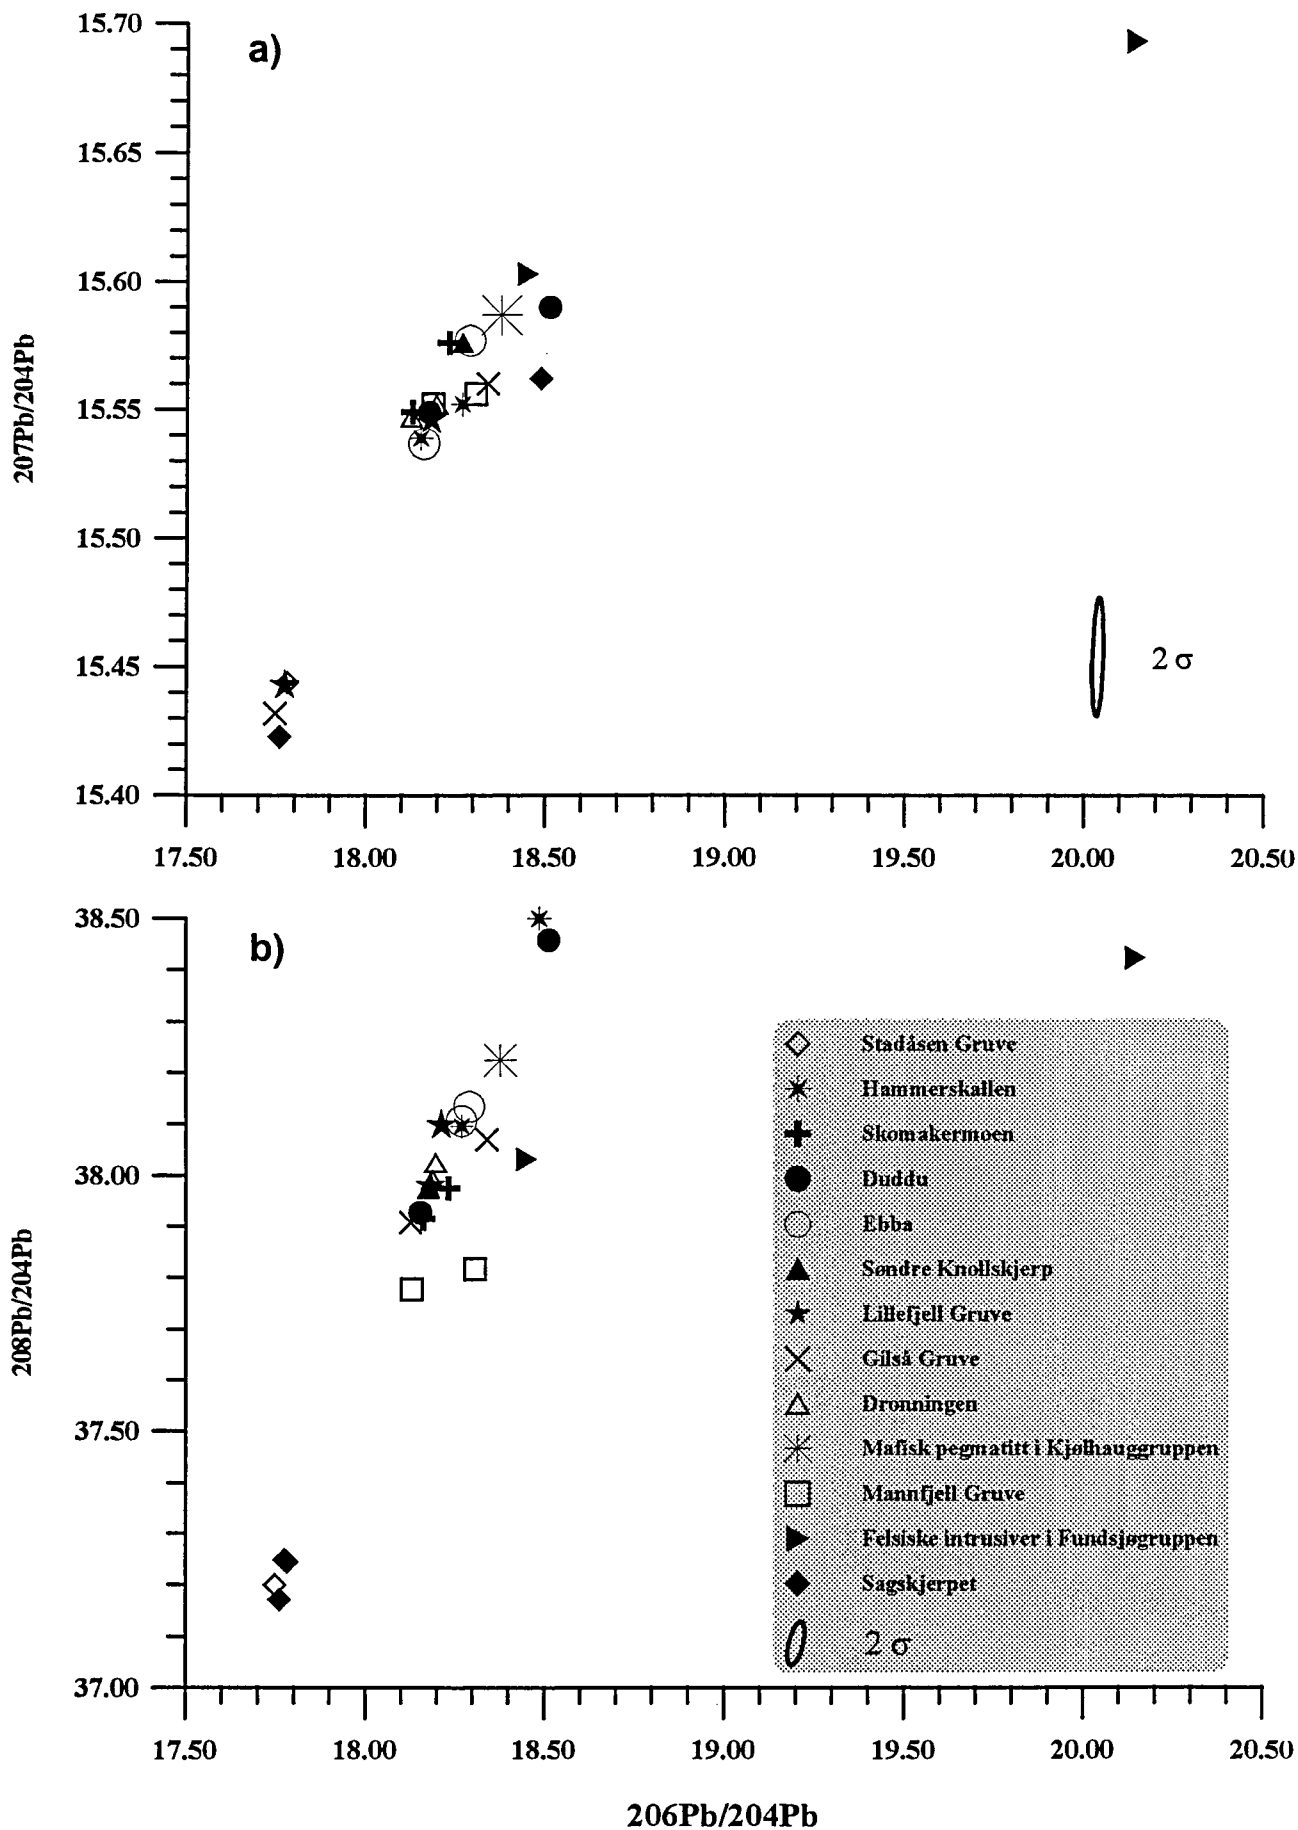 a)
15.70
15.65
15.60
15.55
15.50
15.45
15.40
207Pb/204Pb
2 σ
17.50 18.00 18.50 19.00 19.50 20.00 20.50
b)
38.50
38.00
37.50
37.00
208Pb/204Pb
Stadåsen Gruve
Hammerskallen
Skomakermoen
Duddu
Ebba
Søndre Knollskjerp
Lillefjell Gruve
Gilså Gruve
Dronningen
Mafisk pegmatitt i Kjølhauggruppen
Mannfjell Gruve
Felsiske intrusiver i Fundsjøgruppen
Sagskjerpet
2 σ
17.50 18.00 18.50 19.00 19.50 20.00 20.50
206Pb/204Pb